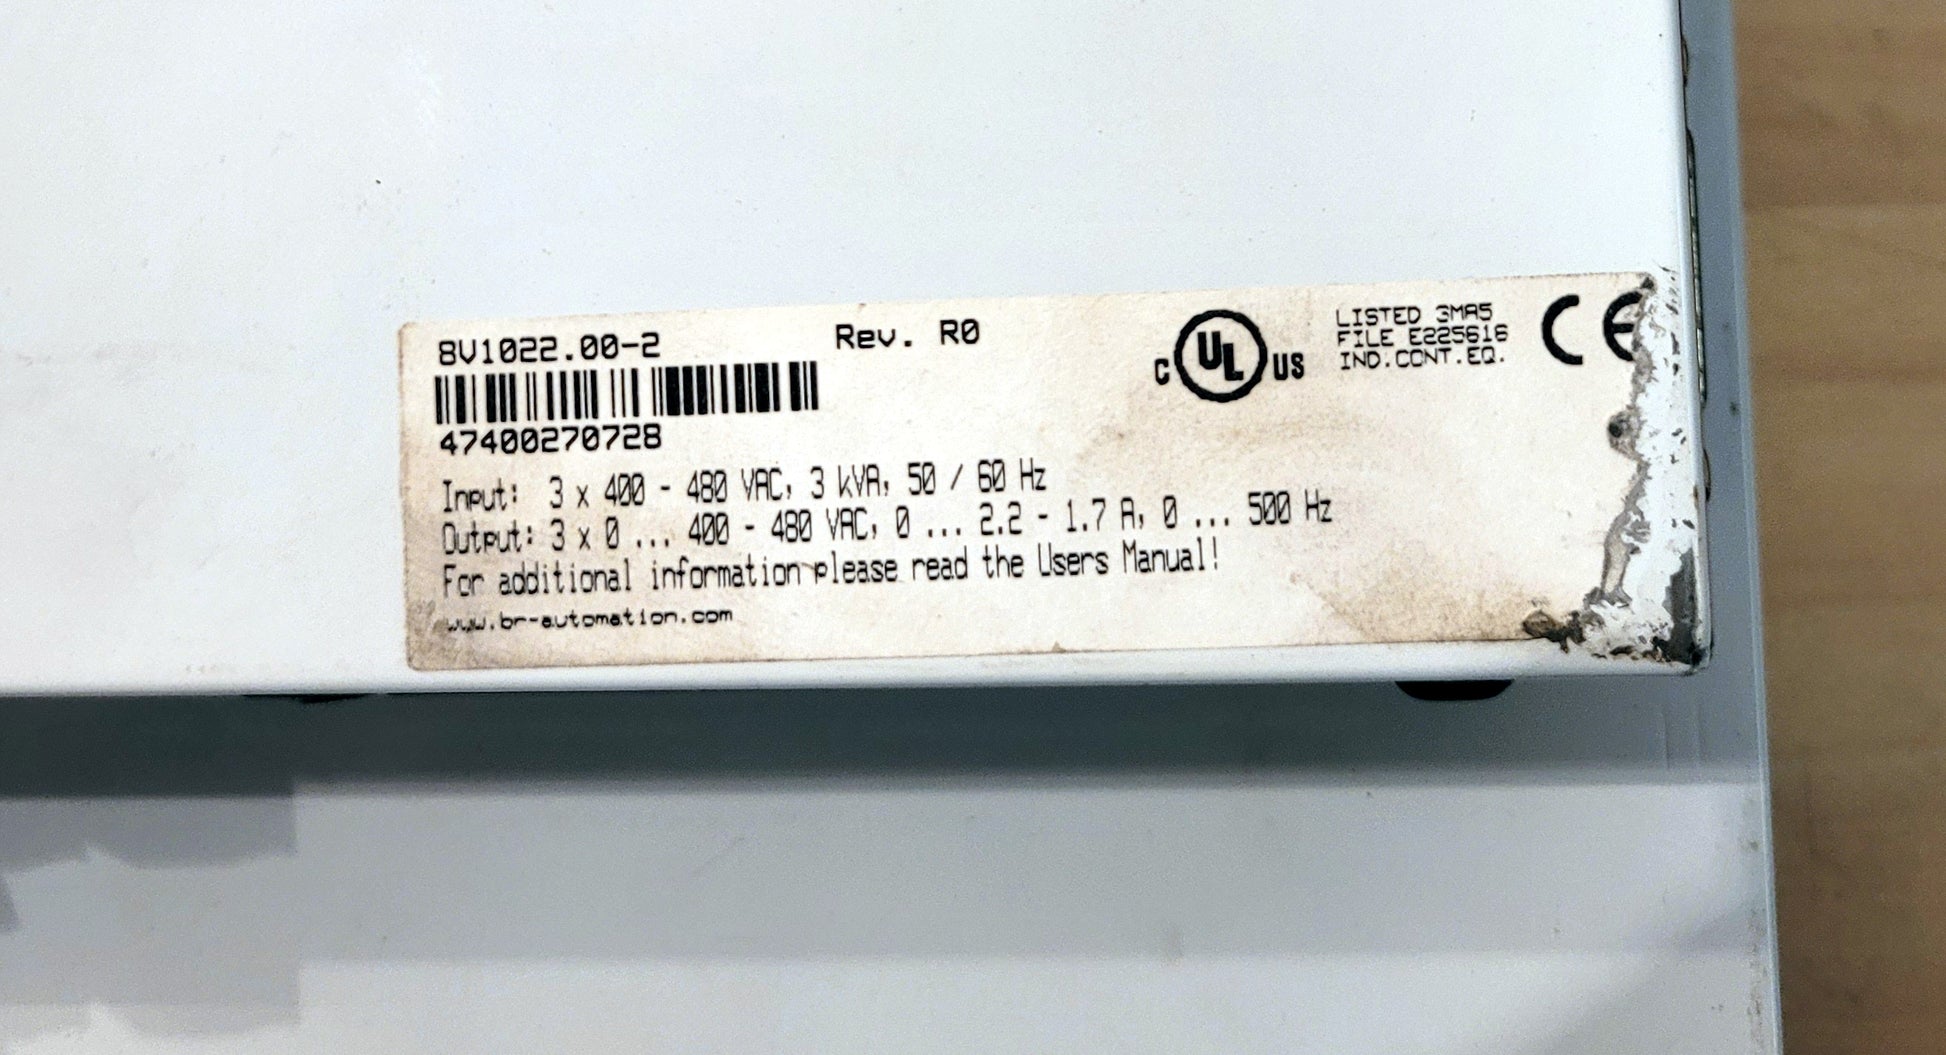 8V1022.00-2 Rev. R0
47400270728
C UL US
LISTED 3MA5
FILE E225616
IND.CONT.EQ.
CE
Input: 3 x 400 - 480 VAC, 3 kVA, 50 / 60 Hz
Output: 3 x 0 ... 400 - 480 VAC, 0 ... 2.2 - 1.7 A, 0 ... 500 Hz
For additional information please read the Users Manual!
www.br-automation.com